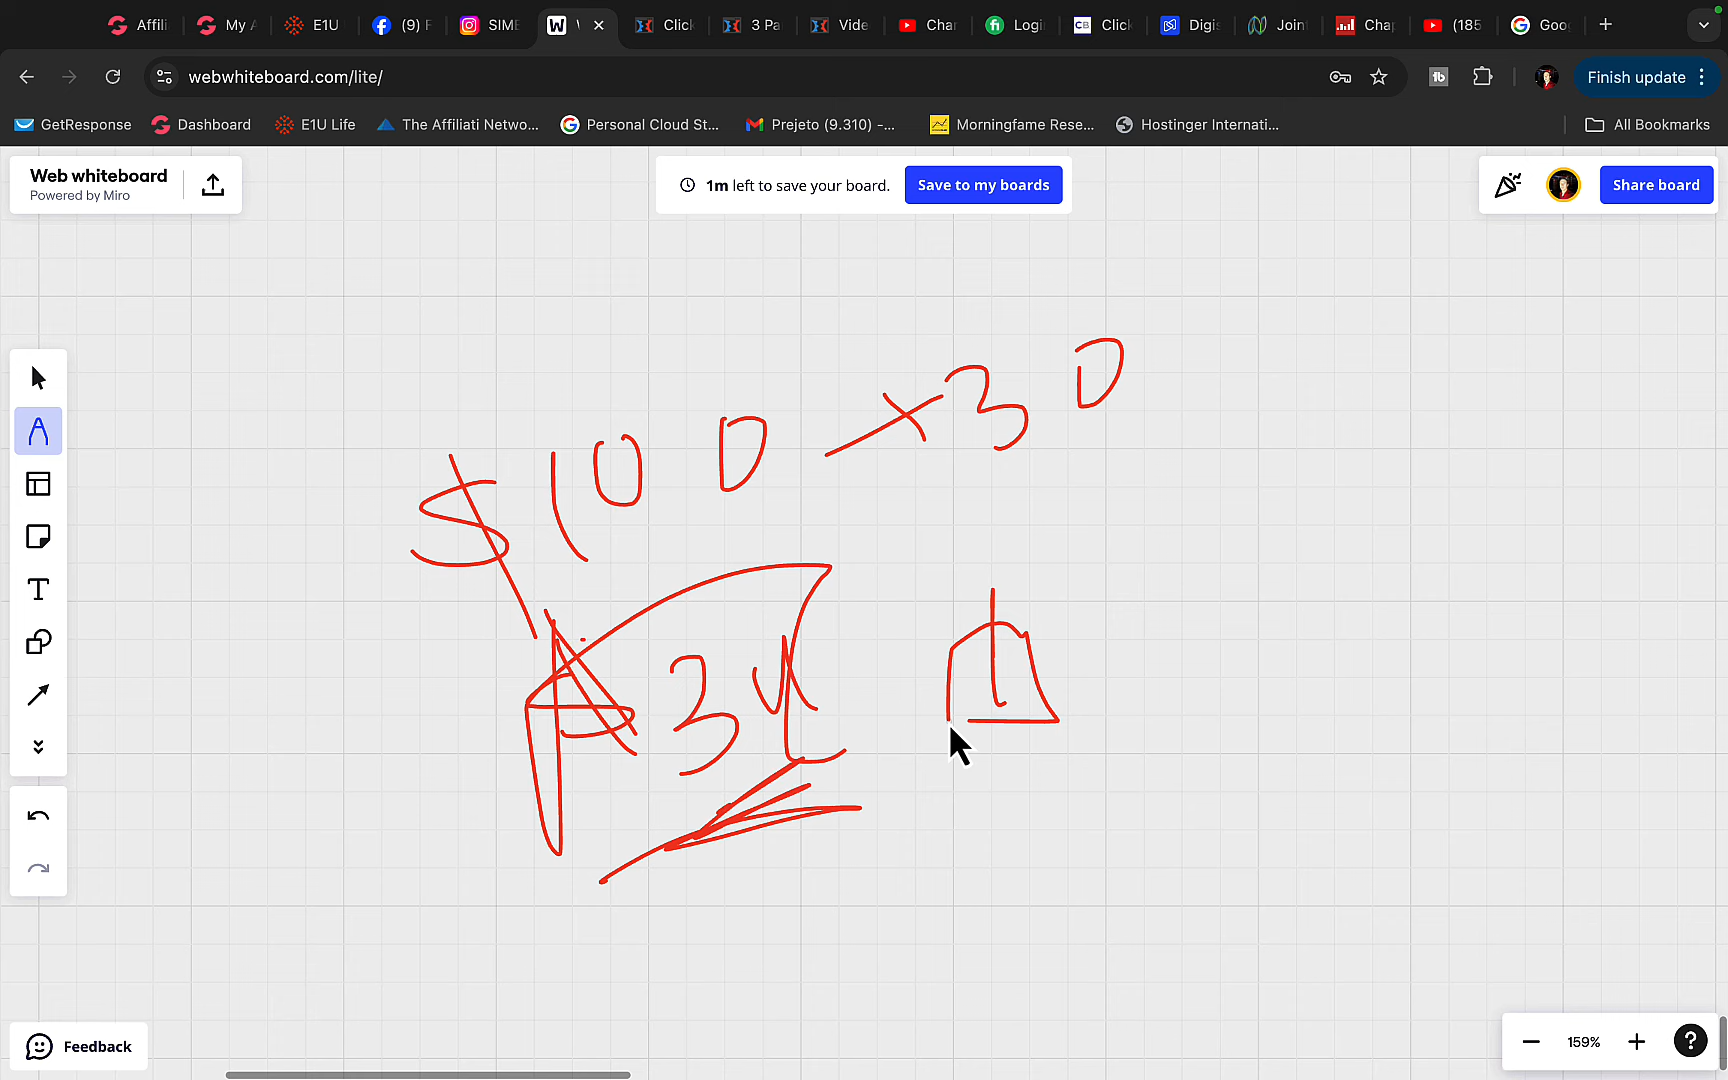 Affili
My A
E1U
(9) F
SIME
W
Click
3 Pa
Vide
Char
Logi
Click
Digis
Join
Chap
(185
Goo
webwhiteboard.com/lite/
Finish update
GetResponse
Dashboard
E1U Life
The Affiliati Netwo...
Personal Cloud St...
Prejeto (9.310) -...
Morningfame Rese...
Hostinger Internati...
All Bookmarks
Web whiteboard
Powered by Miro
1m left to save your board.
Save to my boards
Share board
$100 x 30
3k
Feedback
159%